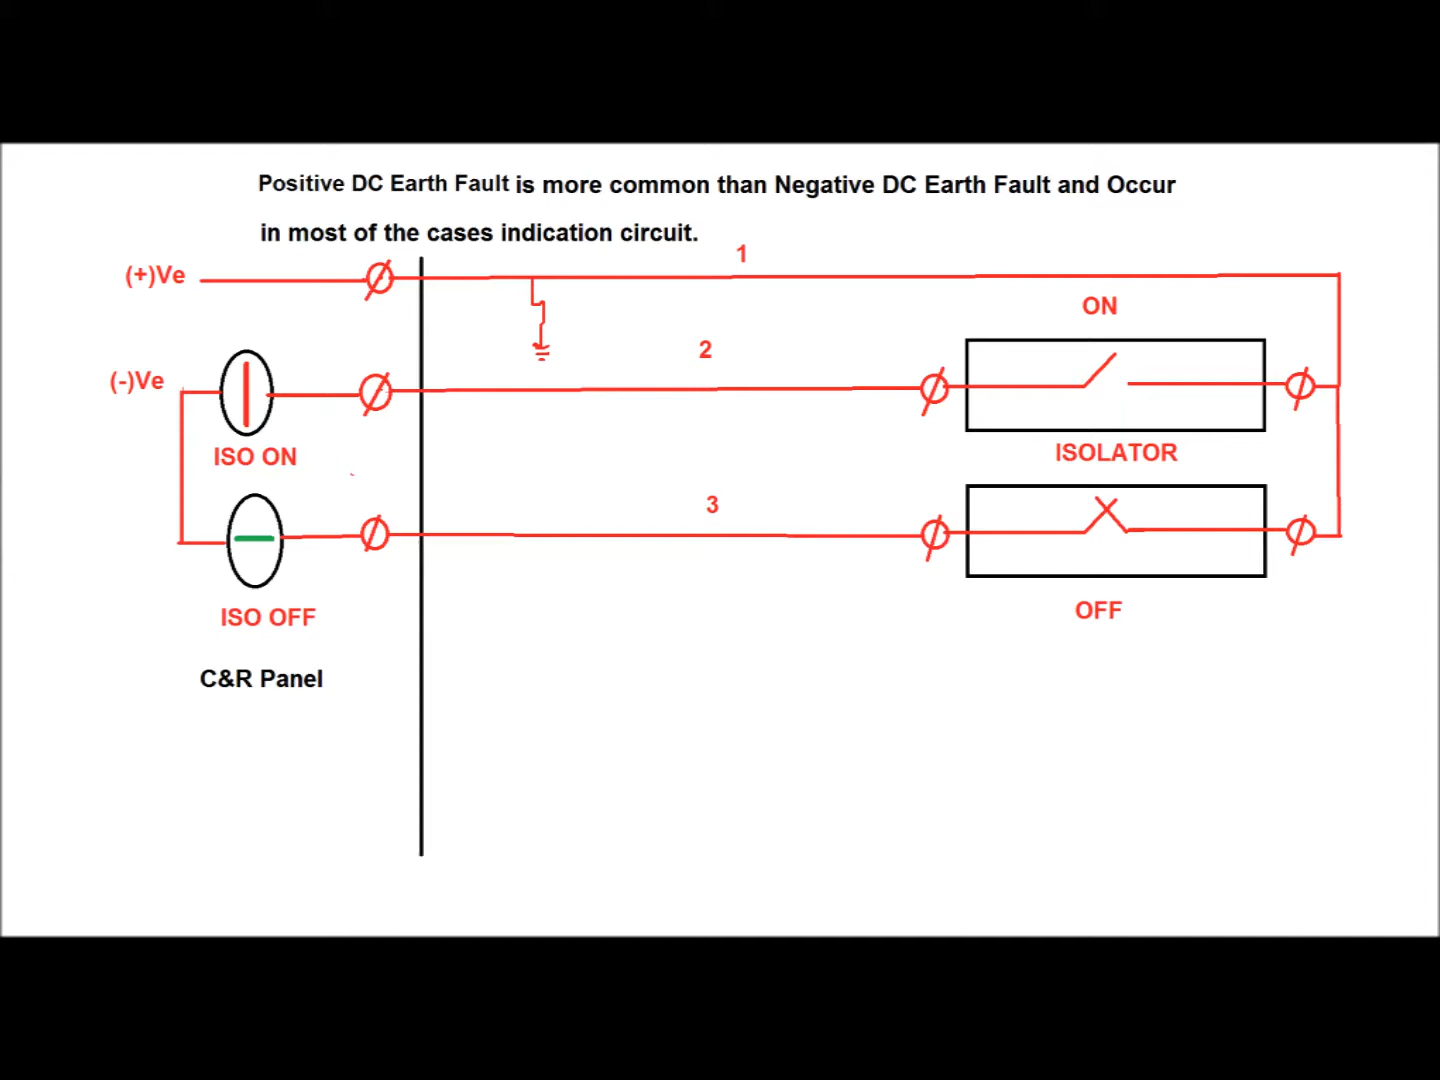 Positive DC Earth Fault is more common than Negative DC Earth Fault and Occur
in most of the cases indication circuit.
1
(+)Ve
ON
2
(-)Ve
ISO ON
ISOLATOR
3
ISO OFF
OFF
C&R Panel